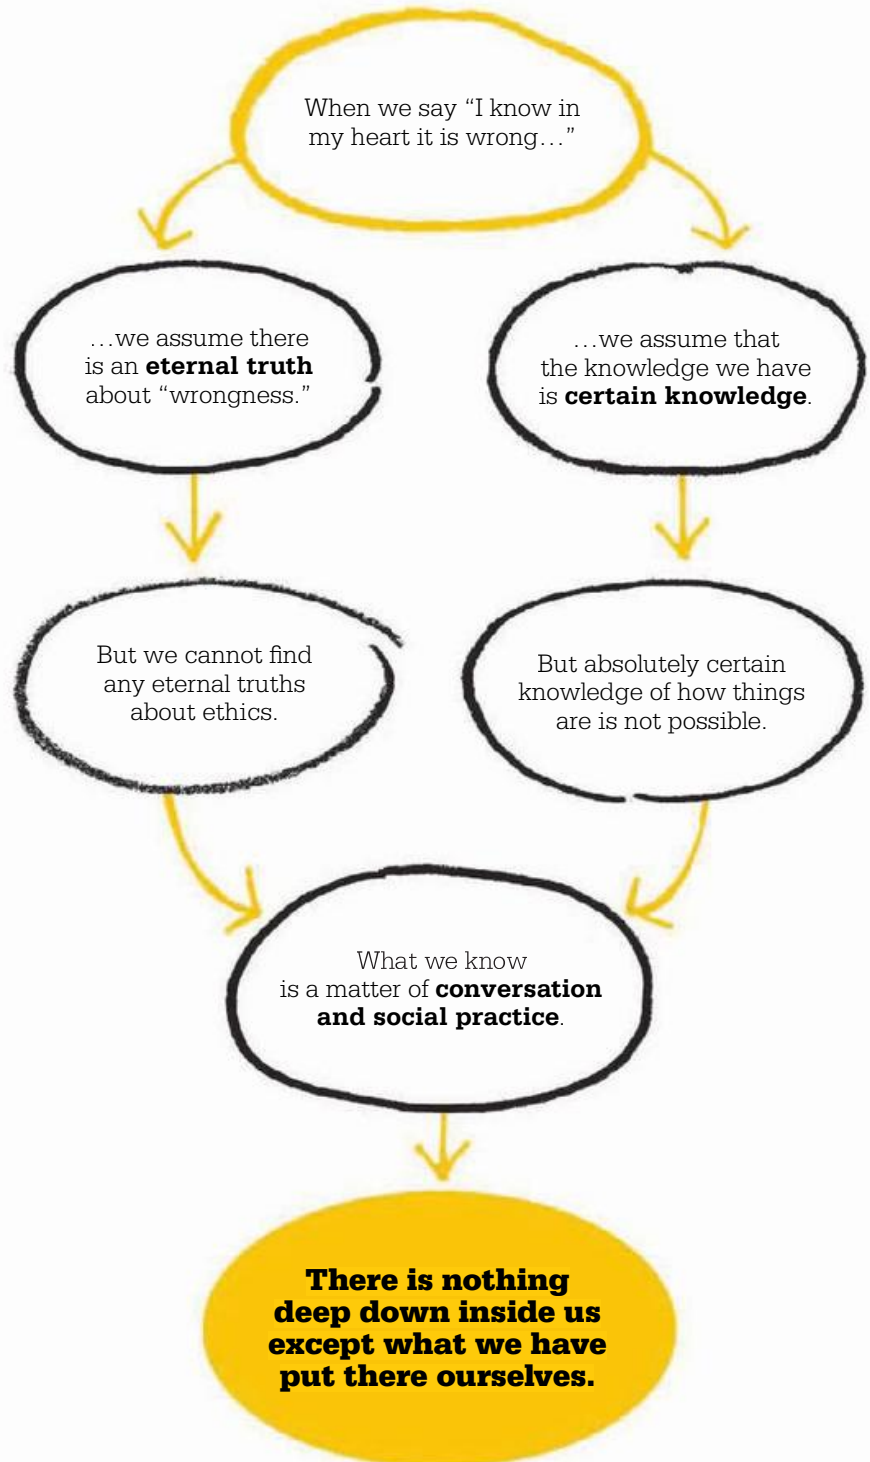 When we say “I know in
my heart it is wrong…”
…we assume there
is an eternal truth
about “wrongness.”
…we assume that
the knowledge we have
is certain knowledge.
But we cannot find
any eternal truths
about ethics.
But absolutely certain
knowledge of how things
are is not possible.
What we know
is a matter of conversation
and social practice.
There is nothing
deep down inside us
except what we have
put there ourselves.